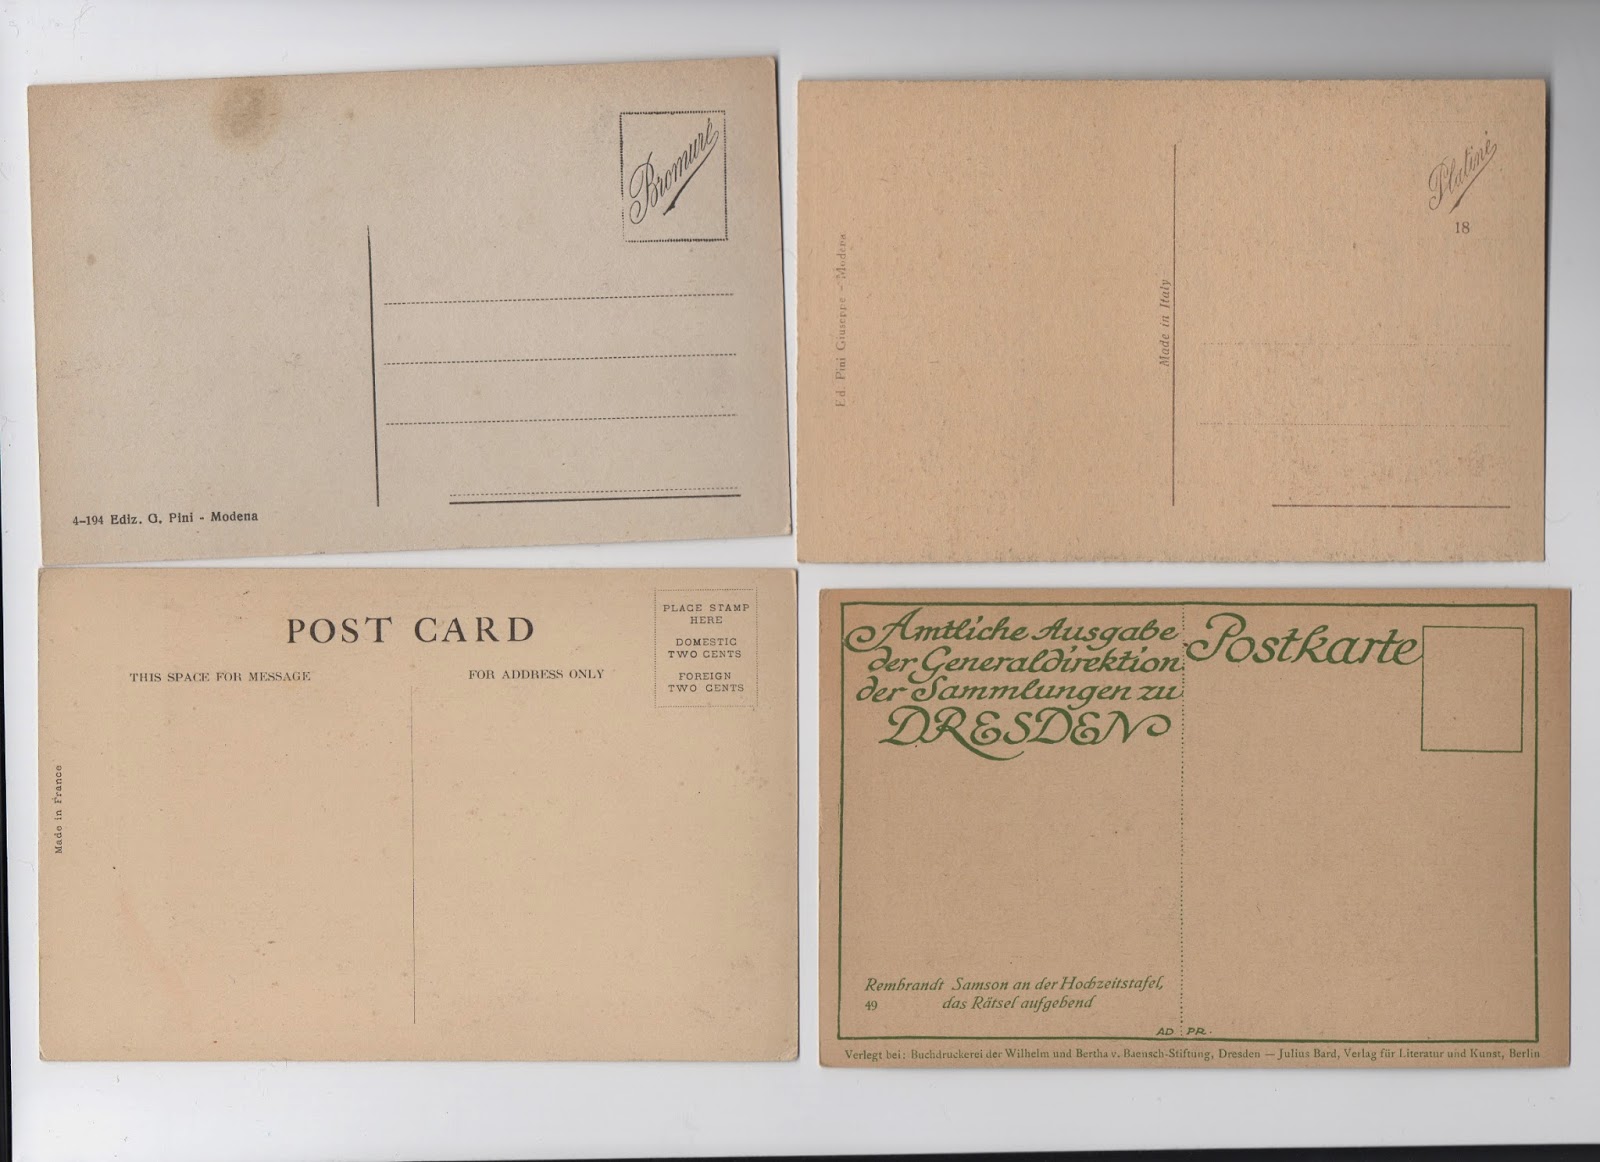 Bromuré
4-194 Ediz. G. Pini - Modena
Platiné
18
Ed. Pini Giuseppe - Modena
Made in Italy
POST CARD
THIS SPACE FOR MESSAGE
FOR ADDRESS ONLY
PLACE STAMP
HERE
DOMESTIC
TWO CENTS
FOREIGN
TWO CENTS
Made in France
Amtliche Ausgabe
der Generaldirektion
der Sammlungen zu
DRESDEN
Postkarte
Rembrandt Samson an der Hochzeitstafel,
49 das Rätsel aufgebend
AD PR.
Verlegt bei: Buchdruckerei der Wilhelm und Bertha v. Baensch-Stiftung, Dresden — Julius Bard, Verlag für Literatur und Kunst, Berlin